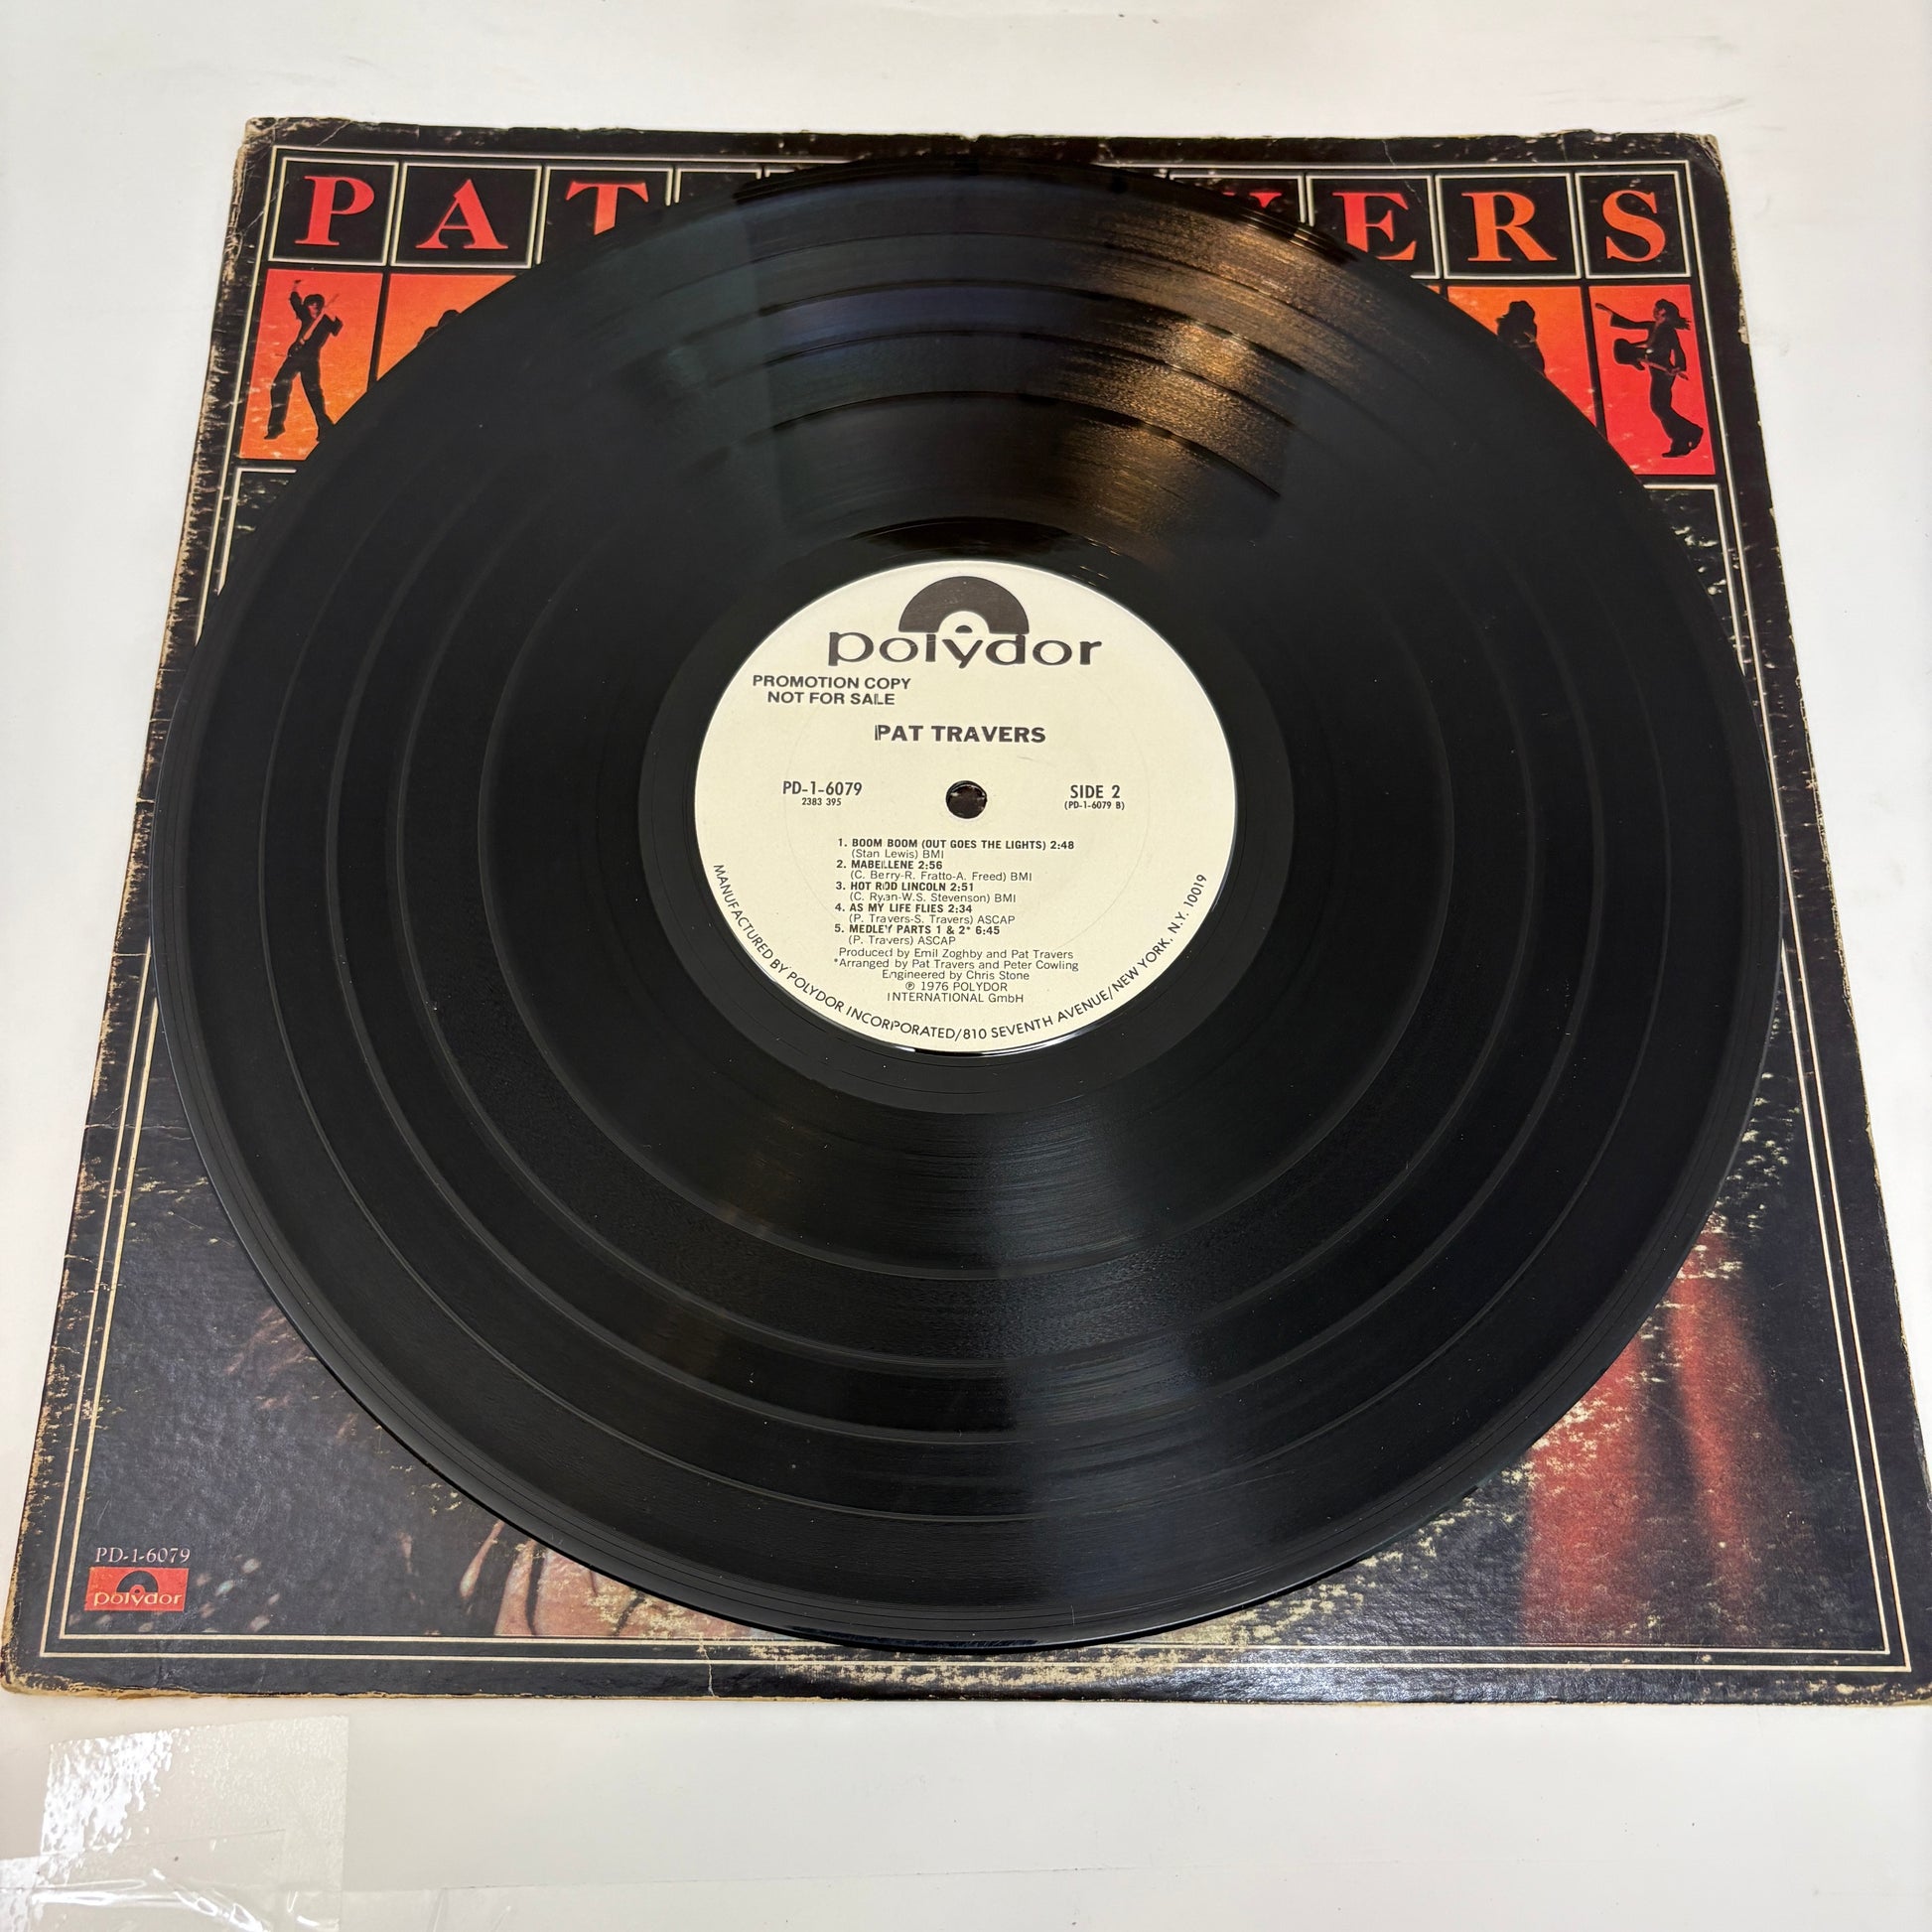 PAT
VERS
polydor
PROMOTION COPY
NOT FOR SALE
PAT TRAVERS
PD-1-6079
2383 395
SIDE 2
(PD-1-6079 B)
1. BOOM BOOM (OUT GOES THE LIGHTS) 2:48
(Stan Lewis) BMI
2. MABELLENE 2:56
(C. Berry-R. Fratto-A. Freed) BMI
3. HOT ROD LINCOLN 2:51
(C. Ryan-W.S. Stevenson) BMI
4. AS MY LIFE FLIES 2:34
(P. Travers-S. Travers) ASCAP
5. MEDLEY PARTS 1 & 2* 6:45
(P. Travers) ASCAP
Produced by Emil Zoghby and Pat Travers
*Arranged by Pat Travers and Peter Cowling
Engineered by Chris Stone
℗ 1976 POLYDOR
INTERNATIONAL GmbH
MANUFACTURED BY POLYDOR INCORPORATED/810 SEVENTH AVENUE/NEW YORK, N.Y. 10019
PD-1-6079
polydor